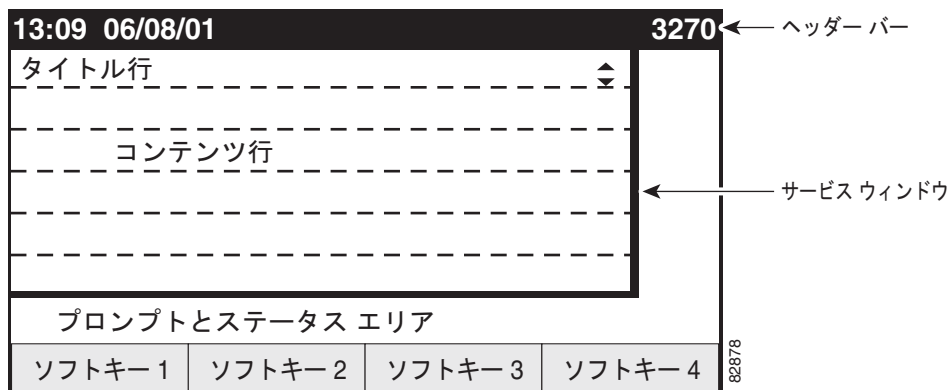 13:09 06/08/01 3270 ヘッダー バー
タイトル行
コンテンツ行
サービス ウィンドウ
プロンプトとステータス エリア
ソフトキー 1 ソフトキー 2 ソフトキー 3 ソフトキー 4
82878